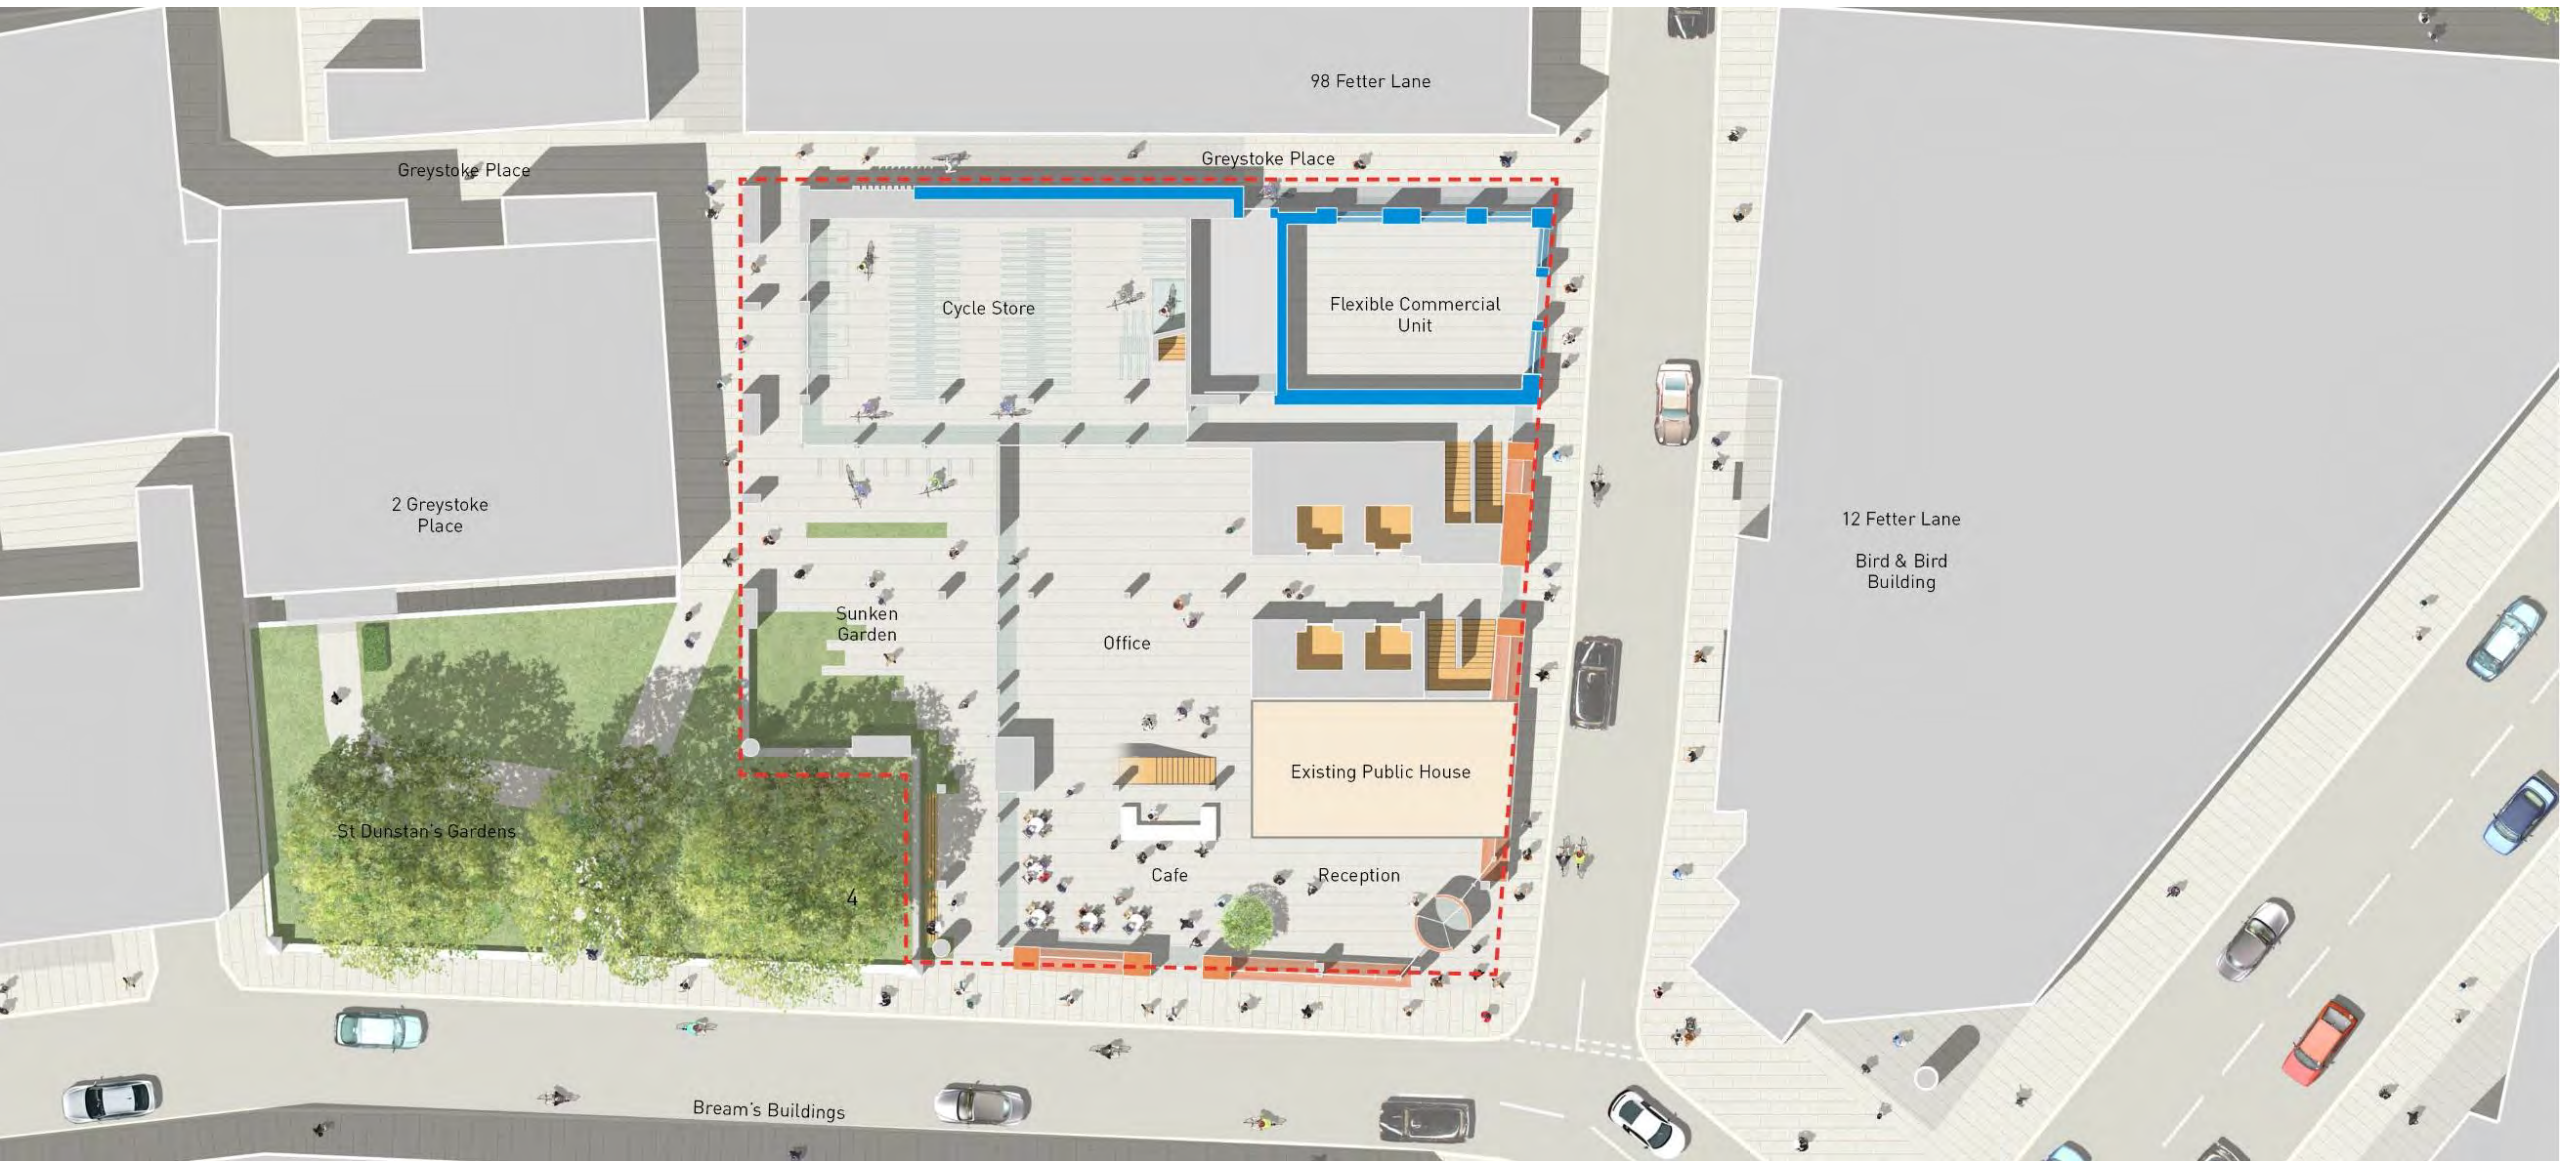 98 Fetter Lane
Greystoke Place
Greystoke Place
Cycle Store
Flexible Commercial
Unit
2 Greystoke
Place
12 Fetter Lane
Bird & Bird
Building
Sunken
Garden
Office
Existing Public House
St Dunstan's Gardens
Cafe
Reception
4
Bream's Buildings